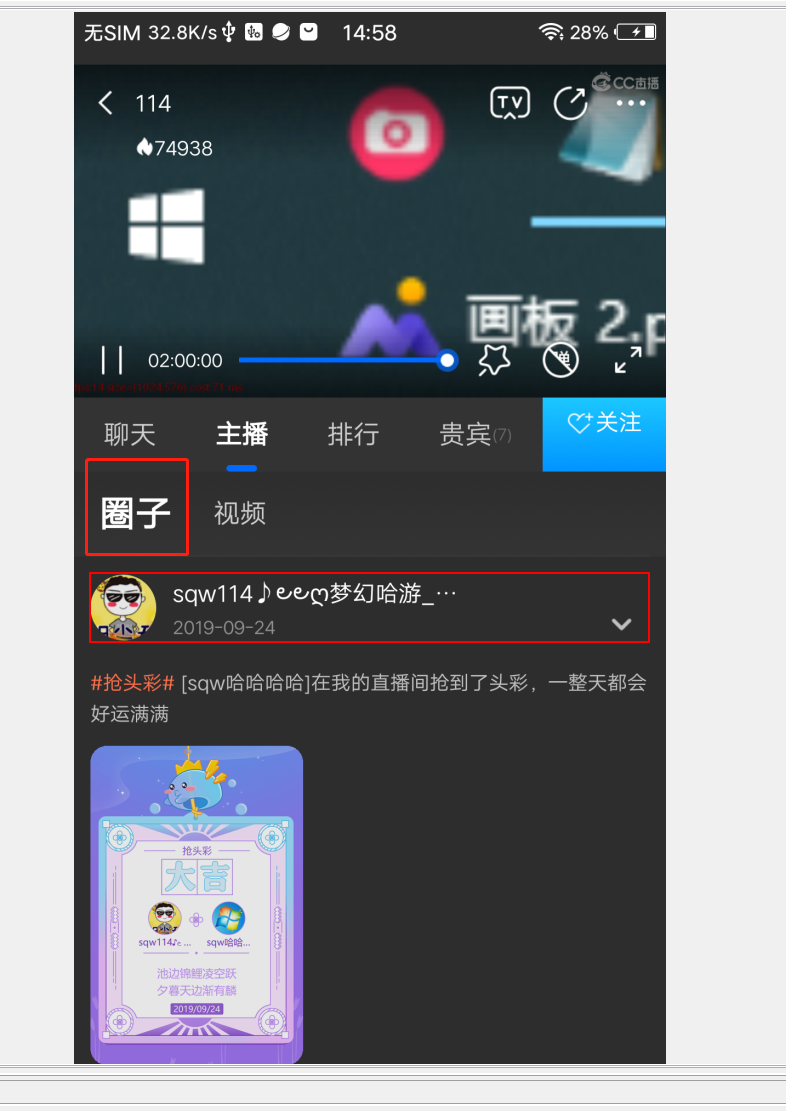 无SIM 32.8K/s 14:58 28%
CC直播
114
TV
74938
画板 2.p
02:00:00
弹
聊天 主播 排行 贵宾(7) 关注
圈子 视频
sqw114♪౿౿ღ梦幻哈游_…
2019-09-24
#抢头彩# [sqw哈哈哈哈]在我的直播间抢到了头彩，一整天都会
好运满满
抢头彩
大吉
sqw114♪౿... sqw哈哈...
池边锦鲤凌空跃
夕暮天边渐有麟
2019/09/24